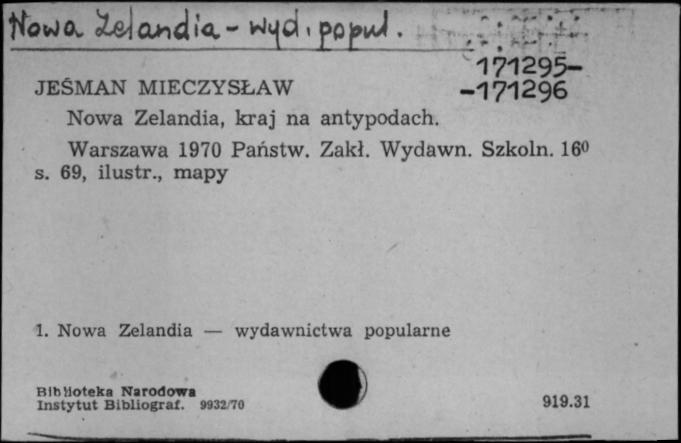 Nowa Zelandia - wyd. popul.
171295-
-171296
JEŚMAN MIECZYSŁAW
Nowa Zelandia, kraj na antypodach.
Warszawa 1970 Państw. Zakł. Wydawn. Szkoln. 16⁰
s. 69, ilustr., mapy
1. Nowa Zelandia — wydawnictwa popularne
Biblioteka Narodowa
Instytut Bibliograf. 9932/70
919.31